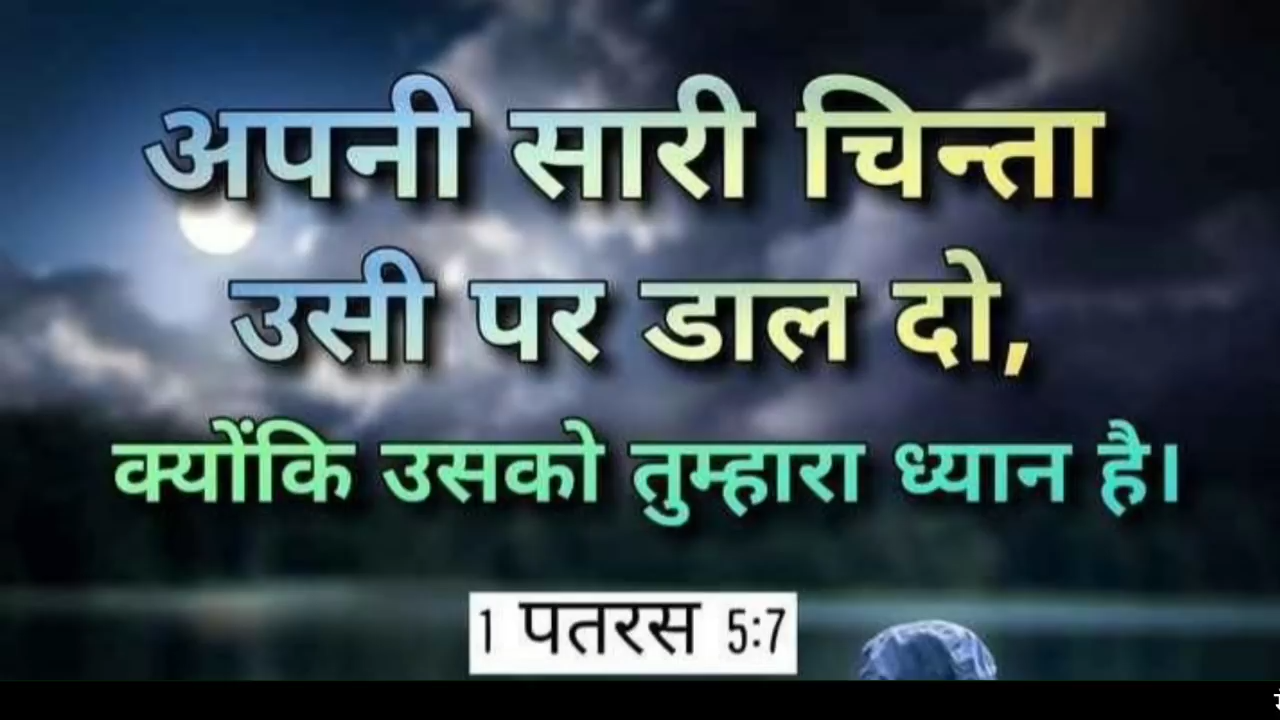 अपनी सारी चिन्ता
उसी पर डाल दो,
क्योंकि उसको तुम्हारा ध्यान है।
1 पतरस 5:7